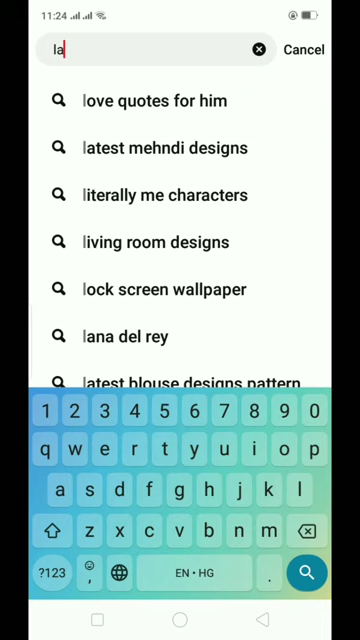 11:24
la
Cancel
love quotes for him
latest mehndi designs
literally me characters
living room designs
lock screen wallpaper
lana del rey
latest blouse designs pattern
1 2 3 4 5 6 7 8 9 0
q w e r t y u i o p
a s d f g h j k l
z x c v b n m
?123 , EN • HG .